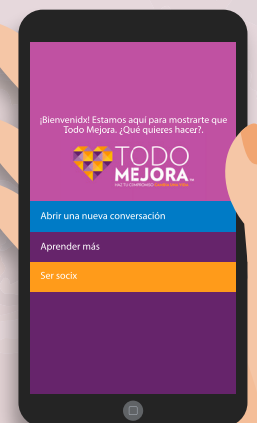 ¡Bienvenidx! Estamos aquí para mostrarte que
Todo Mejora. ¿Qué quieres hacer?.
TODO
MEJORA
Abrir una nueva conversación
Aprender más
Ser socix